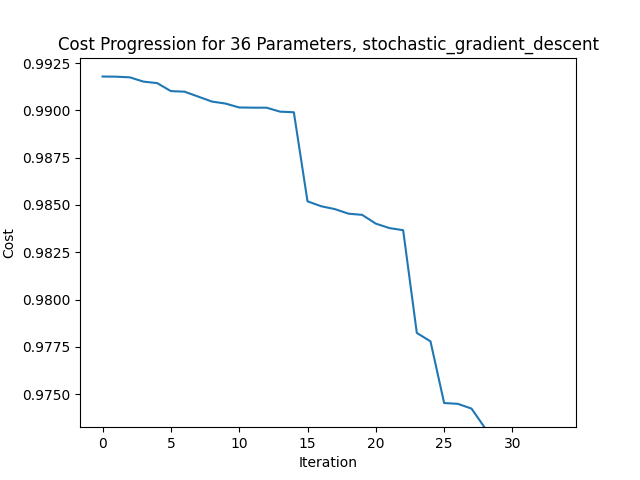 Cost Progression for 36 Parameters, stochastic_gradient_descent
0.9925
0.9900
0.9875
0.9850
0.9825
0.9800
0.9775
0.9750
Cost
0 5 10 15 20 25 30
Iteration